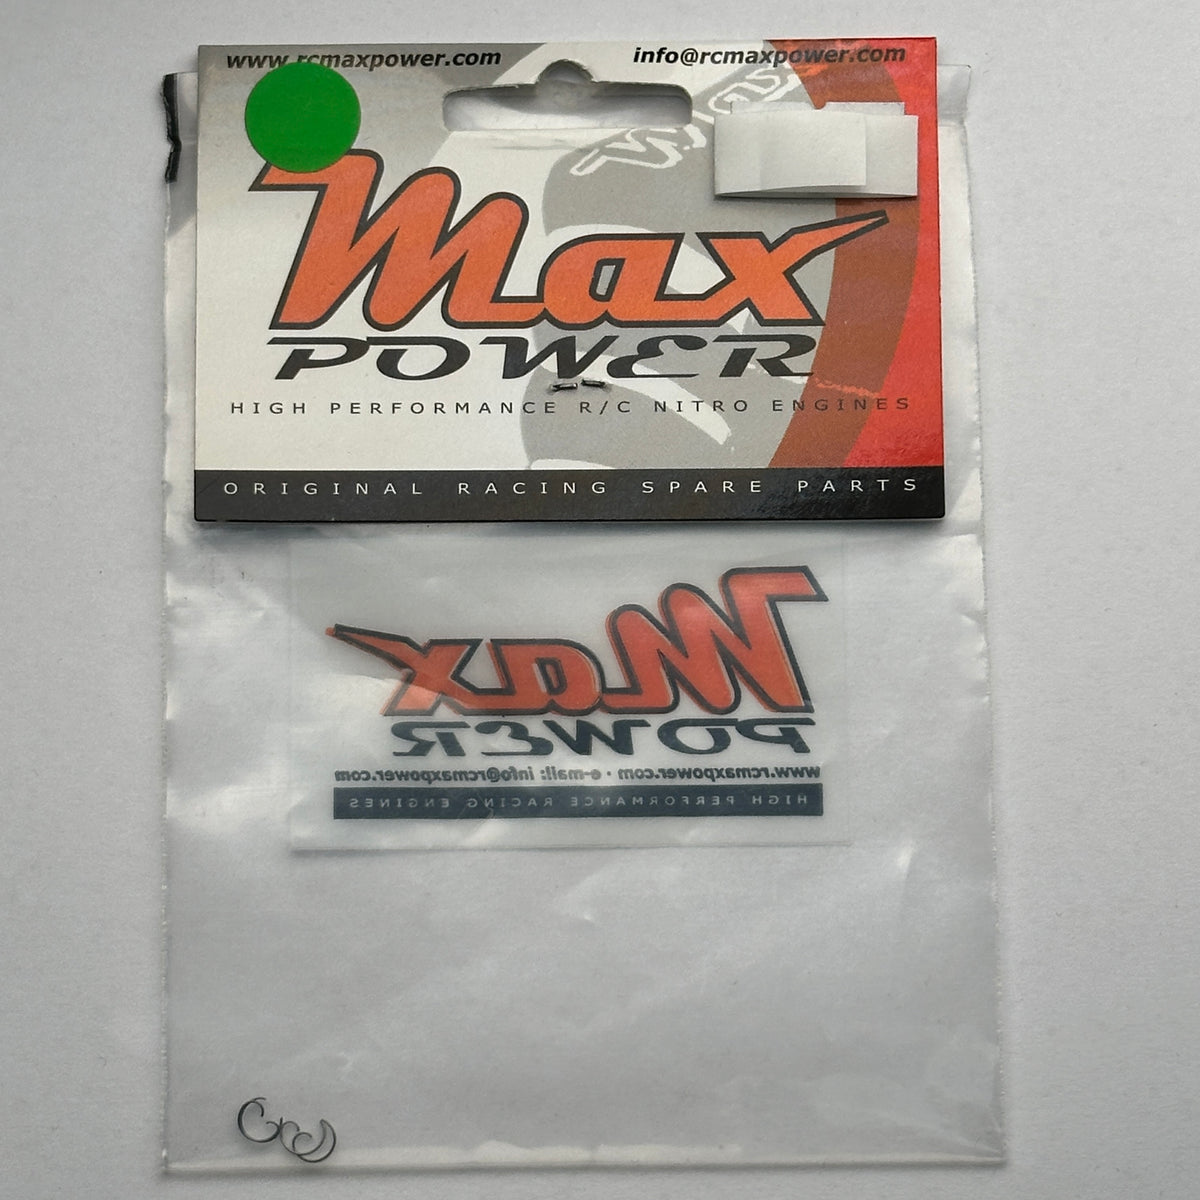 www.rcmaxpower.com
info@rcmaxpower.com
Max
POWER
HIGH PERFORMANCE R/C NITRO ENGINES
ORIGINAL RACING SPARE PARTS
Max
POWER
www.rcmaxpower.com · e-mail: info@rcmaxpower.com
HIGH PERFORMANCE RACING ENGINES